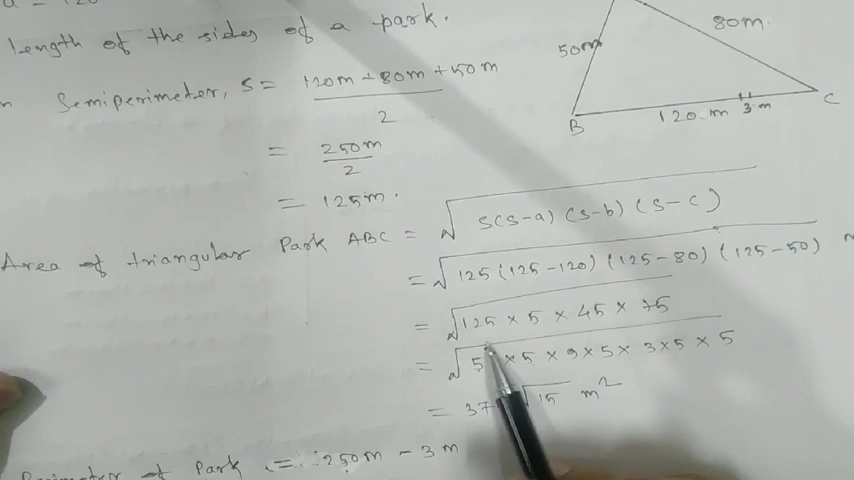 length of the sides of a park.
80m
50m
Semiperimeter, S = 120m + 80m + 50m
2
B 120 m 3 m C
= 250m
2
= 125m.
Area of triangular Park ABC = √S(S-a) (S-b) (S-c)
= √125 (125-120) (125-80) (125-50)
= √125 × 5 × 45 × 75
× 5 × 9 × 5 × 3 × 5 × 5
= √15 m²
of Park = 250m - 3m